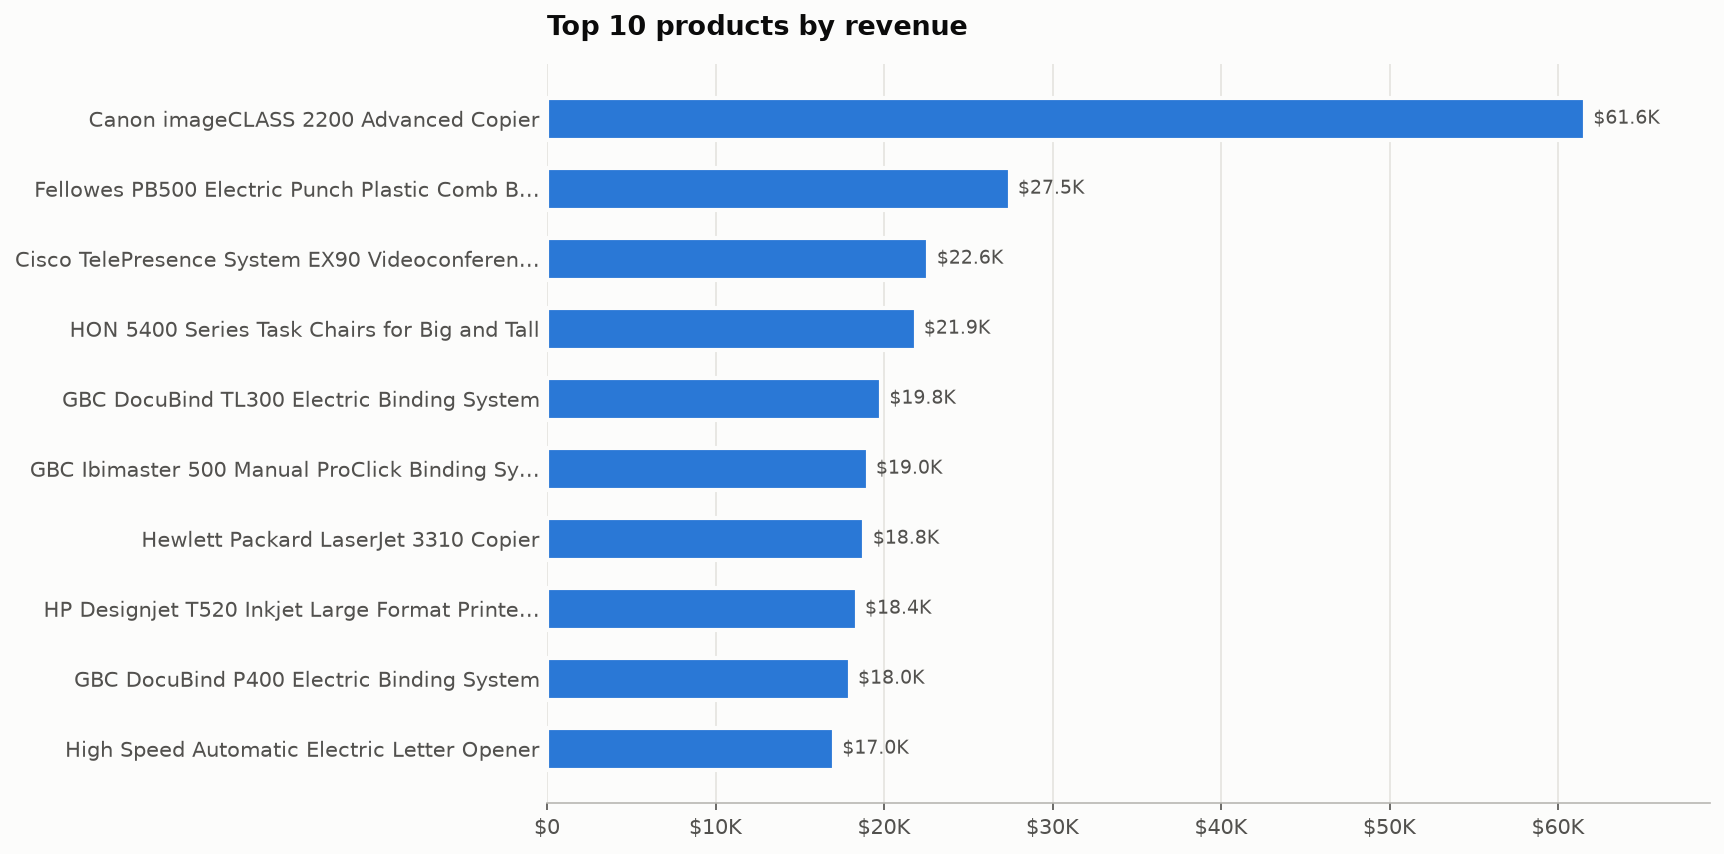 Top 10 products by revenue
Canon imageCLASS 2200 Advanced Copier $61.6K
Fellowes PB500 Electric Punch Plastic Comb B… $27.5K
Cisco TelePresence System EX90 Videoconferen… $22.6K
HON 5400 Series Task Chairs for Big and Tall $21.9K
GBC DocuBind TL300 Electric Binding System $19.8K
GBC Ibimaster 500 Manual ProClick Binding Sy… $19.0K
Hewlett Packard LaserJet 3310 Copier $18.8K
HP Designjet T520 Inkjet Large Format Printe… $18.4K
GBC DocuBind P400 Electric Binding System $18.0K
High Speed Automatic Electric Letter Opener $17.0K
$0 $10K $20K $30K $40K $50K $60K